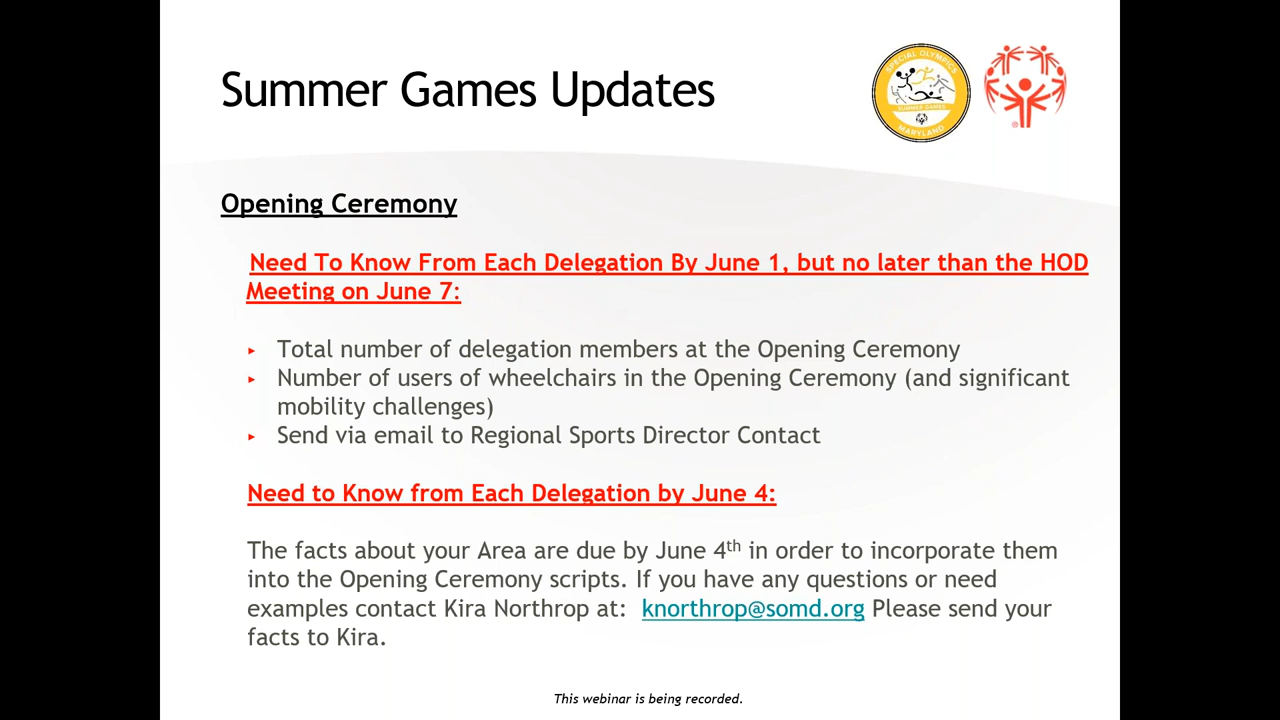 Summer Games Updates
SPECIAL OLYMPICS
SUMMER GAMES
MARYLAND
®
Opening Ceremony
Need To Know From Each Delegation By June 1, but no later than the HOD
Meeting on June 7:
▸ Total number of delegation members at the Opening Ceremony
▸ Number of users of wheelchairs in the Opening Ceremony (and significant
mobility challenges)
▸ Send via email to Regional Sports Director Contact
Need to Know from Each Delegation by June 4:
The facts about your Area are due by June 4th in order to incorporate them
into the Opening Ceremony scripts. If you have any questions or need
examples contact Kira Northrop at: knorthrop@somd.org Please send your
facts to Kira.
This webinar is being recorded.